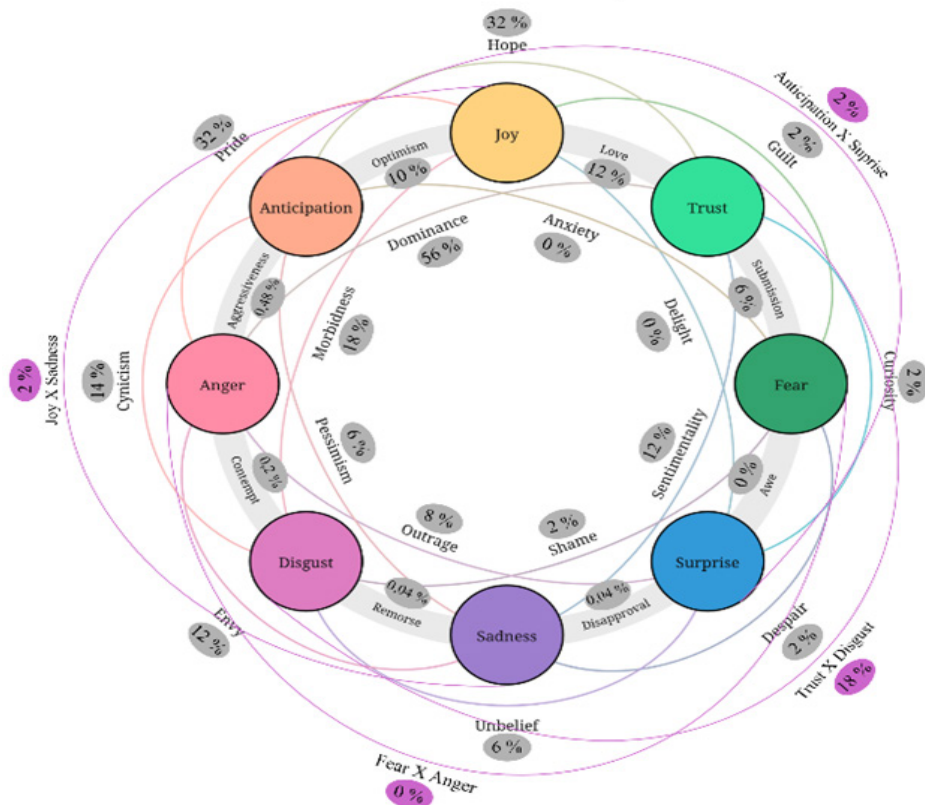 32 %
Hope
Anticipation X Suprise
2 %
32 %
Pride
Guilt
2 %
Joy
Optimism
10 %
Love
12 %
Anticipation
Trust
Dominance
56 %
Anxiety
0 %
Aggressiveness
0,48 %
Submission
6 %
Morbidness
18 %
Delight
0 %
Joy X Sadness
2 %
Cynicism
14 %
Anger
Fear
Curiosity
2 %
Pessimism
6 %
Sentimentality
12 %
Contempt
0,2 %
Awe
0 %
Outrage
8 %
Shame
2 %
Disgust
Surprise
0,04 %
Remorse
0,04 %
Disapproval
Sadness
Envy
12 %
Despair
2 %
Trust X Disgust
18 %
Unbelief
6 %
Fear X Anger
0 %